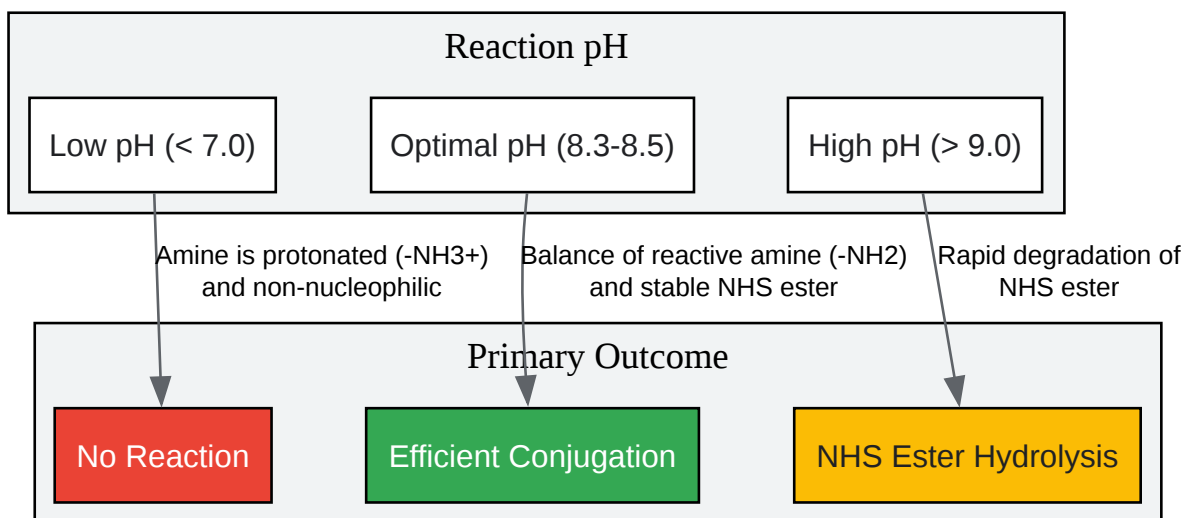 Reaction pH
Low pH (< 7.0)
Optimal pH (8.3-8.5)
High pH (> 9.0)
Amine is protonated (-NH3+)
and non-nucleophilic
Balance of reactive amine (-NH2)
and stable NHS ester
Rapid degradation of
NHS ester
Primary Outcome
No Reaction
Efficient Conjugation
NHS Ester Hydrolysis